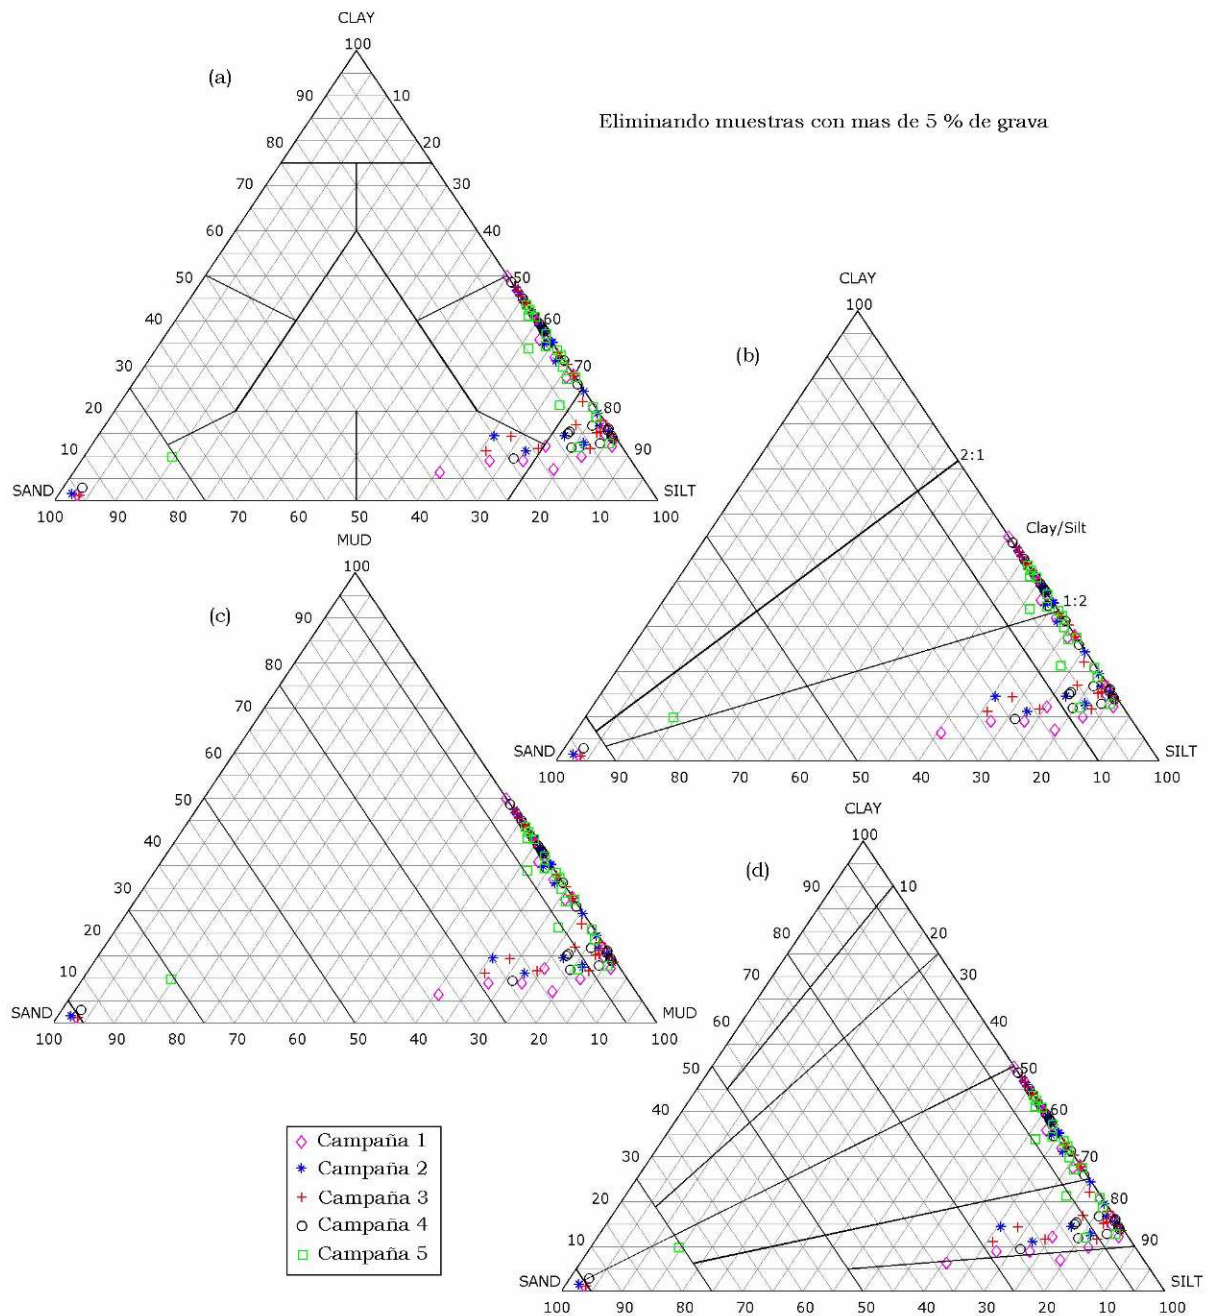 CLAY
100
(a)
90 10
Eliminando muestras con mas de 5 % de grava
80 20
70 30
60 40
50 50
40 60
30 70
20 80
10 90
SAND SILT
100 90 80 70 60 50 40 30 20 10 100
CLAY
100
(b)
2:1
Clay/Silt
1:2
SAND SILT
100 90 80 70 60 50 40 30 20 10 100
MUD
100
(c)
90
80
70
60
50
40
30
20
10
SAND MUD
100 90 80 70 60 50 40 30 20 10 100
CLAY
100
(d)
90 10
80 20
70 30
60 40
50 50
40 60
30 70
20 80
10 90
SAND SILT
100 90 80 70 60 50 40 30 20 10 100
Campaña 1
Campaña 2
Campaña 3
Campaña 4
Campaña 5